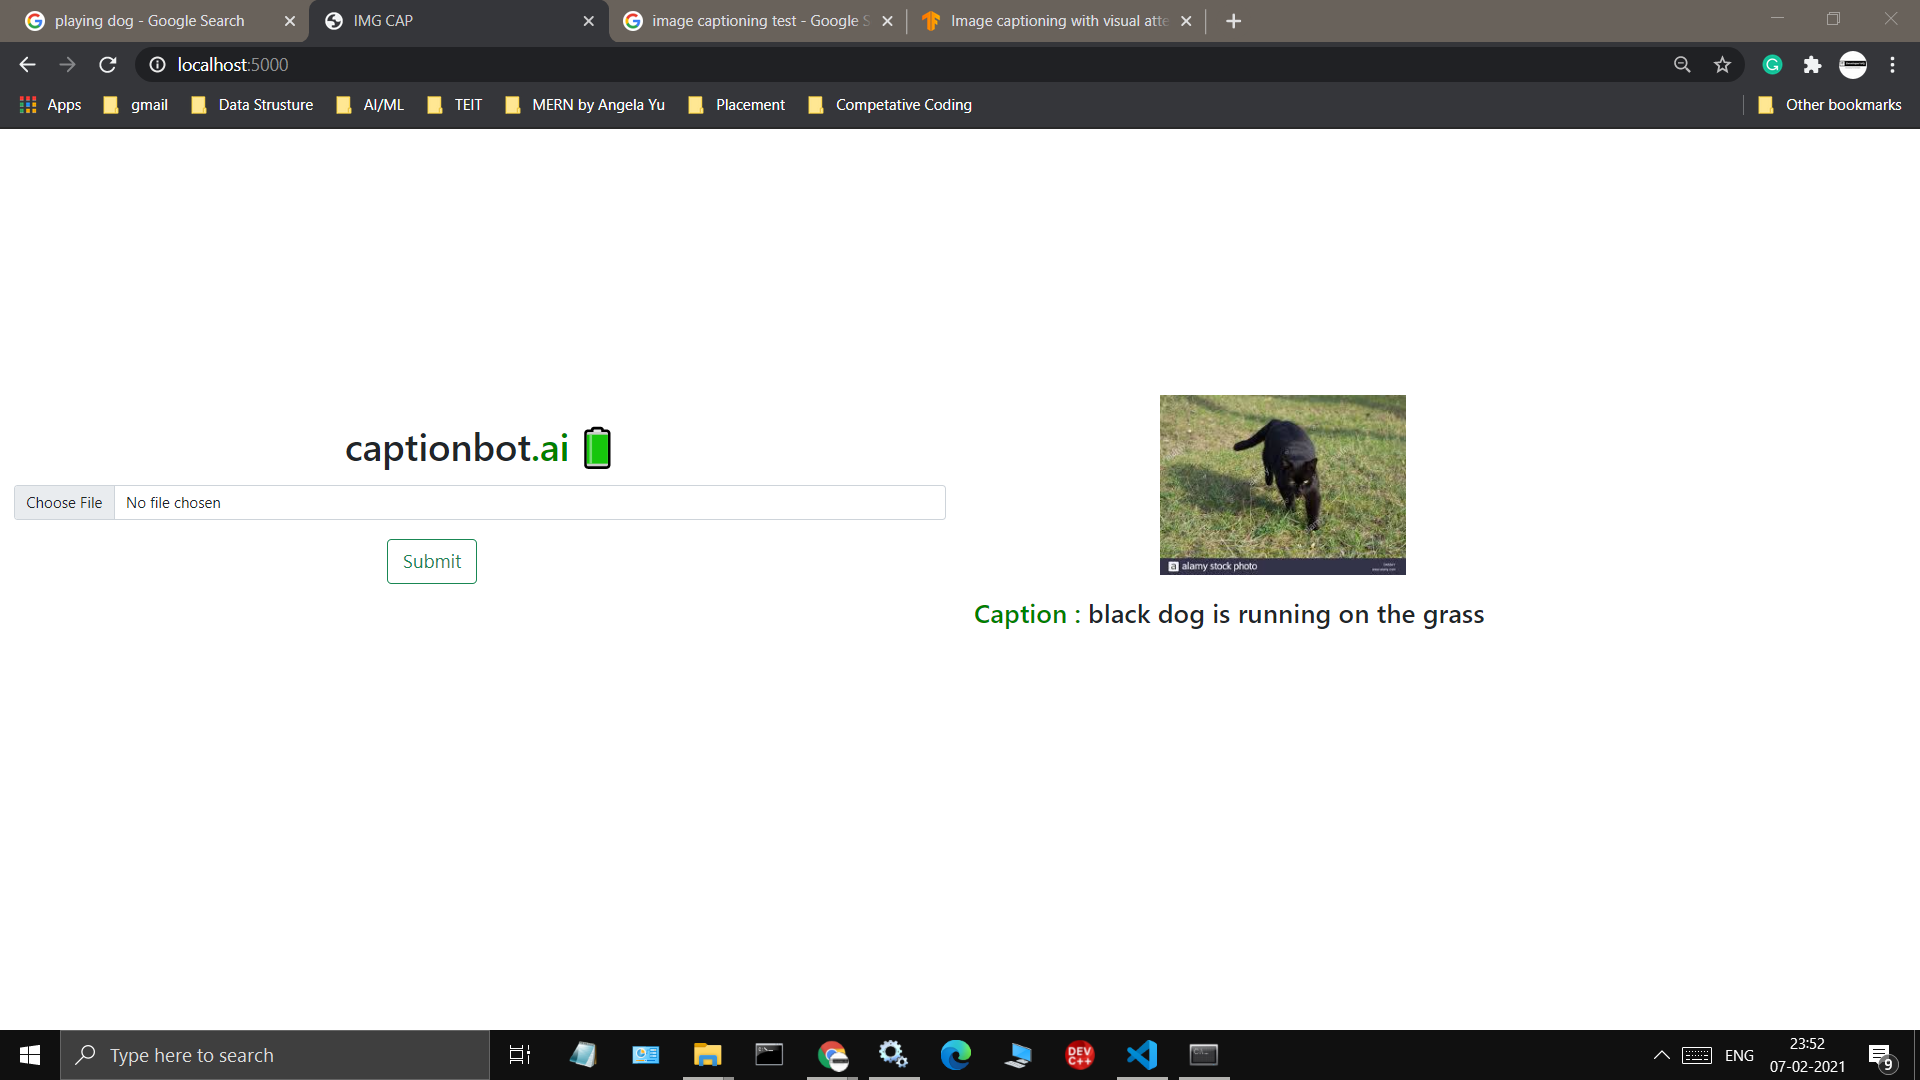 playing dog - Google Search
IMG CAP
image captioning test - Google S
Image captioning with visual atte
localhost:5000
Apps
gmail
Data Strusture
AI/ML
TEIT
MERN by Angela Yu
Placement
Competative Coding
Other bookmarks
captionbot.ai
Choose File
No file chosen
Submit
a alamy stock photo
Caption : black dog is running on the grass
Type here to search
DEV
C++
ENG
23:52
07-02-2021
9